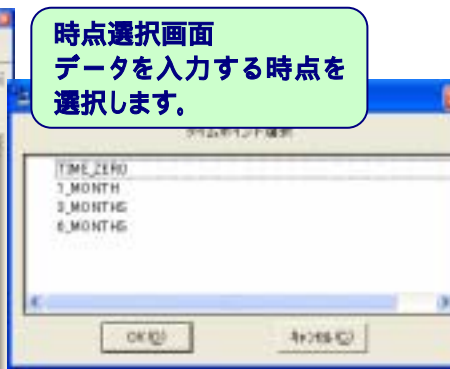 時点選択画面
データを入力する時点を
選択します。
タイムポイント選択
TIME_ZERO
1_MONTH
3_MONTHS
6_MONTHS
OK(O)
キャンセル(C)